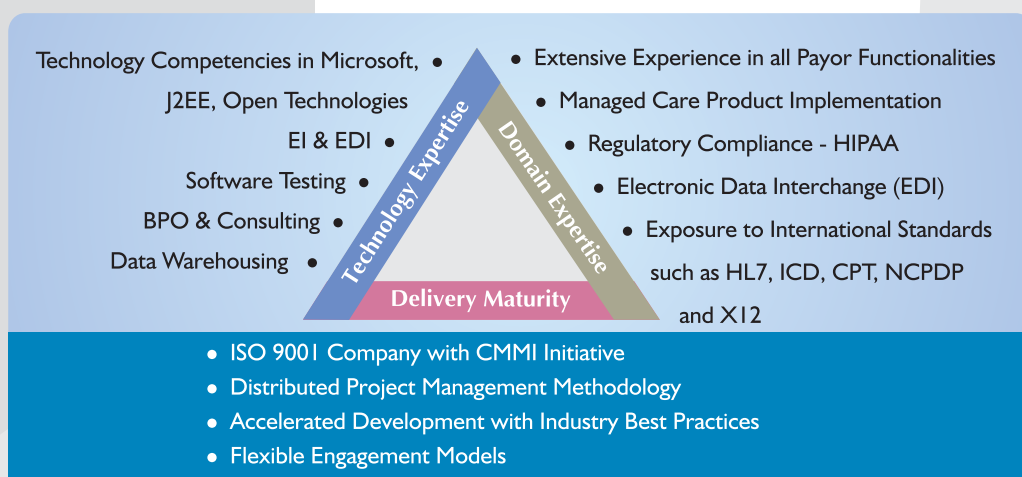 Technology Competencies in Microsoft, •
J2EE, Open Technologies
EI & EDI •
Software Testing •
BPO & Consulting •
Data Warehousing •
Technology Expertise
Domain Expertise
Delivery Maturity
• Extensive Experience in all Payor Functionalities
• Managed Care Product Implementation
• Regulatory Compliance - HIPAA
• Electronic Data Interchange (EDI)
• Exposure to International Standards
such as HL7, ICD, CPT, NCPDP
and X12
• ISO 9001 Company with CMMI Initiative
• Distributed Project Management Methodology
• Accelerated Development with Industry Best Practices
• Flexible Engagement Models